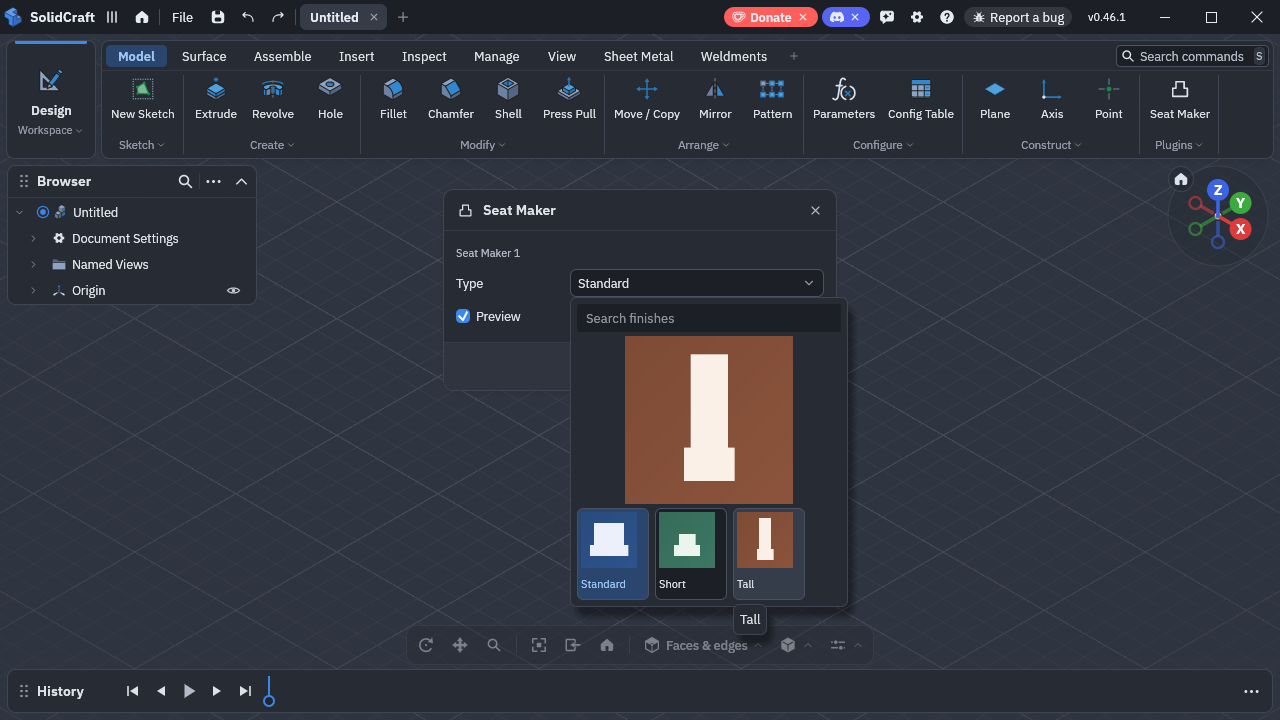 SolidCraft
File
Untitled
Donate
Report a bug
v0.46.1
Design
Workspace
Model
Surface
Assemble
Insert
Inspect
Manage
View
Sheet Metal
Weldments
Search commands
S
New Sketch
Extrude
Revolve
Hole
Fillet
Chamfer
Shell
Press Pull
Move / Copy
Mirror
Pattern
Parameters
Config Table
Plane
Axis
Point
Seat Maker
Sketch
Create
Modify
Arrange
Configure
Construct
Plugins
Browser
Untitled
Document Settings
Named Views
Origin
Z
Y
X
Seat Maker
Seat Maker 1
Type
Standard
Preview
Search finishes
Standard
Short
Tall
Tall
Faces & edges
History